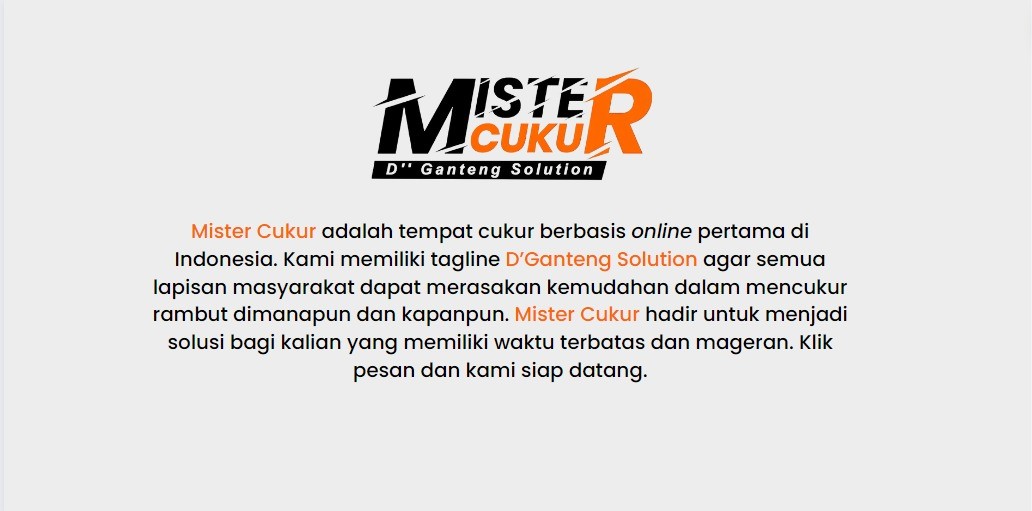 MISTER
CUKUR
D'' Ganteng Solution
Mister Cukur adalah tempat cukur berbasis online pertama di
Indonesia. Kami memiliki tagline D’Ganteng Solution agar semua
lapisan masyarakat dapat merasakan kemudahan dalam mencukur
rambut dimanapun dan kapanpun. Mister Cukur hadir untuk menjadi
solusi bagi kalian yang memiliki waktu terbatas dan mageran. Klik
pesan dan kami siap datang.